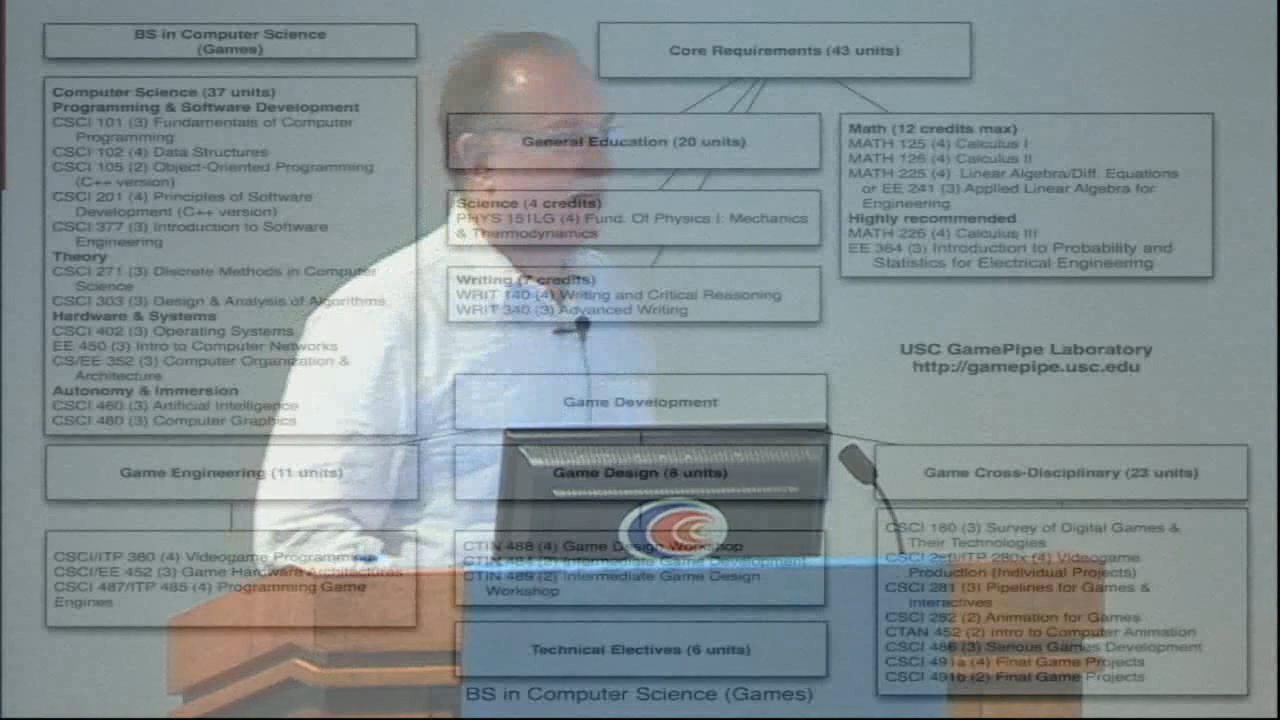 BS in Computer Science
(Games)
Core Requirements (43 units)
Computer Science (37 units)
Programming & Software Development
CSCI 101 (3) Fundamentals of Computer
Programming
CSCI 102 (4) Data Structures
CSCI 105 (2) Object-Oriented Programming
(C++ version)
CSCI 201 (4) Principles of Software
Development (C++ version)
CSCI 377 (3) Introduction to Software
Engineering
Theory
CSCI 271 (3) Discrete Methods in Computer
Science
CSCI 303 (3) Design & Analysis of Algorithms
Hardware & Systems
CSCI 402 (3) Operating Systems
EE 450 (3) Intro to Computer Networks
CS/EE 352 (3) Computer Organization &
Architecture
Autonomy & Immersion
CSCI 460 (3) Artificial Intelligence
CSCI 480 (3) Computer Graphics
General Education (20 units)
Science (4 credits)
PHYS 151LG (4) Fund. Of Physics I: Mechanics
& Thermodynamics
Writing (7 credits)
WRIT 140 (4) Writing and Critical Reasoning
WRIT 340 (3) Advanced Writing
Math (12 credits max)
MATH 125 (4) Calculus I
MATH 126 (4) Calculus II
MATH 225 (4) Linear Algebra/Diff. Equations
or EE 241 (3) Applied Linear Algebra for
Engineering
Highly recommended
MATH 226 (4) Calculus III
EE 364 (3) Introduction to Probability and
Statistics for Electrical Engineering
USC GamePipe Laboratory
http://gamepipe.usc.edu
Game Development
Game Engineering (11 units)
Game Design (8 units)
Game Cross-Disciplinary (23 units)
CSCI/ITP 380 (4) Videogame Programming
CSCI/EE 452 (3) Game Hardware Architectures
CSCI 487/ITP 485 (4) Programming Game
Engines
CTIN 488 (4) Game Design Workshop
CTIN 484 (2) Intermediate Game Development
CTIN 489 (2) Intermediate Game Design
Workshop
Technical Electives (6 units)
CSCI 180 (3) Survey of Digital Games &
Their Technologies
CSCI 280/ITP 280x (4) Videogame
Production (Individual Projects)
CSCI 281 (3) Pipelines for Games &
Interactives
CSCI 282 (2) Animation for Games
CTAN 452 (2) Intro to Computer Animation
CSCI 486 (3) Serious Games Development
CSCI 491a (4) Final Game Projects
CSCI 491b (2) Final Game Projects
BS in Computer Science (Games)